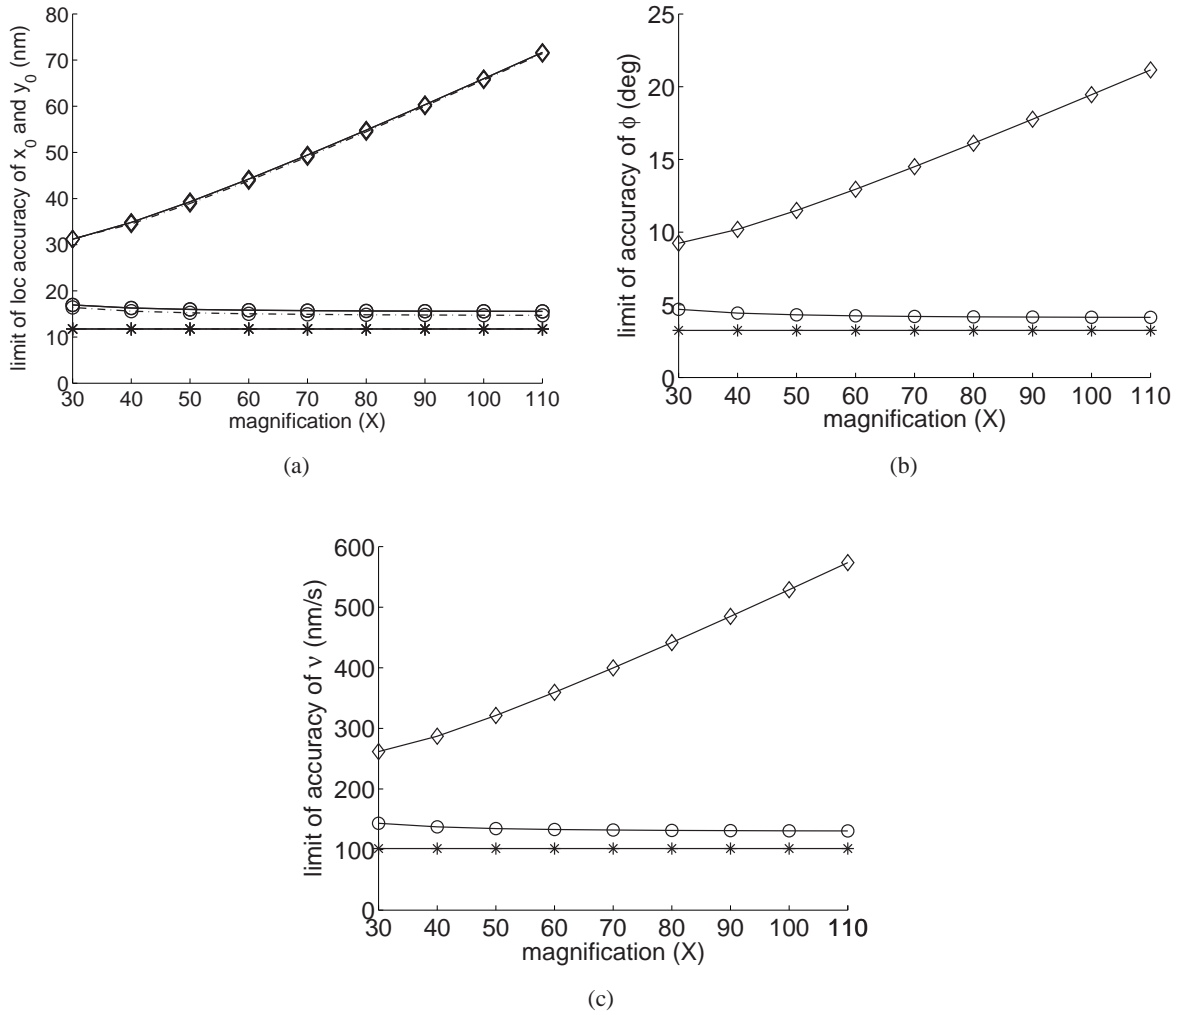 80
70
60
50
40
30
20
10
0
limit of loc accuracy of x_0 and y_0 (nm)
30 40 50 60 70 80 90 100 110
magnification (X)
(a)
25
20
15
10
5
0
limit of accuracy of ϕ (deg)
30 40 50 60 70 80 90 100 110
magnification (X)
(b)
600
500
400
300
200
100
0
limit of accuracy of ν (nm/s)
30 40 50 60 70 80 90 100 110
magnification (X)
(c)